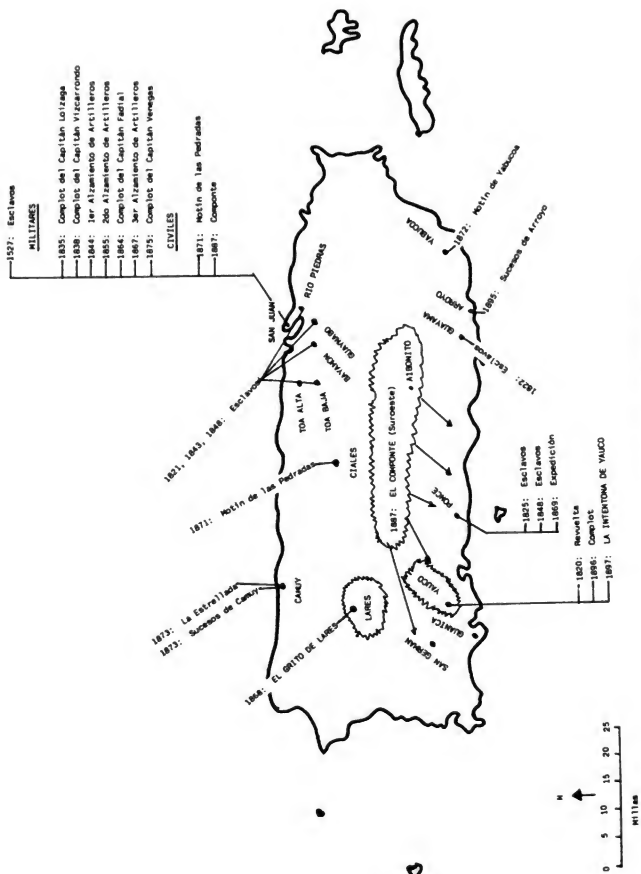 1527: Esclavos
MILITARES
1835: Complot del Capitán Loizaga
1838: Complot del Capitán Vizcarrondo
1844: 1er Alzamiento de Artilleros
1855: 2do Alzamiento de Artilleros
1864: Complot del Capitán Fadial
1867: 3er Alzamiento de Artilleros
1875: Complot del Capitán Venegas
CIVILES
1871: Motín de las Pedradas
1887: Componte
SAN JUAN
RIO PIEDRAS
GUAYNABO
BAYAMON
TOA ALTA
TOA BAJA
1821, 1843, 1848: Esclavos
1871: Motín de las Pedradas
CIALES
1873: La Estrellada
1873: Sucesos de Camuy
CAMUY
1868: EL GRITO DE LARES
LARES
1887: EL COMPONTE (Suroeste)
AIBONITO
YABUCOA
1872: Motín de Yabucoa
ARROYO
1895: Sucesos de Arroyo
GUAYAMA
1822: Esclavos
PONCE
1825: Esclavos
1848: Esclavos
1869: Expedición
YAUCO
1820: Revuelta
1896: Complot
1897: LA INTENTONA DE YAUCO
GUANICA
SAN GERMAN
N
0 5 10 15 20 25
Millas